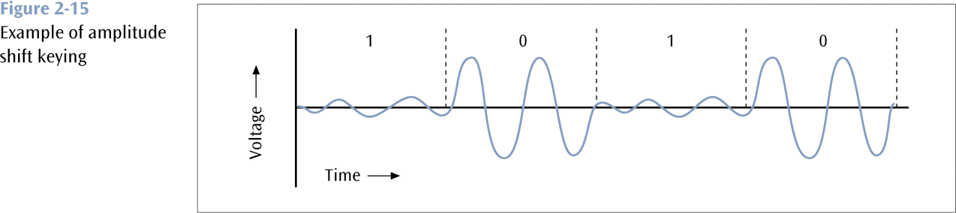 Figure 2-15
Example of amplitude
shift keying
1 0 1 0
Voltage
Time